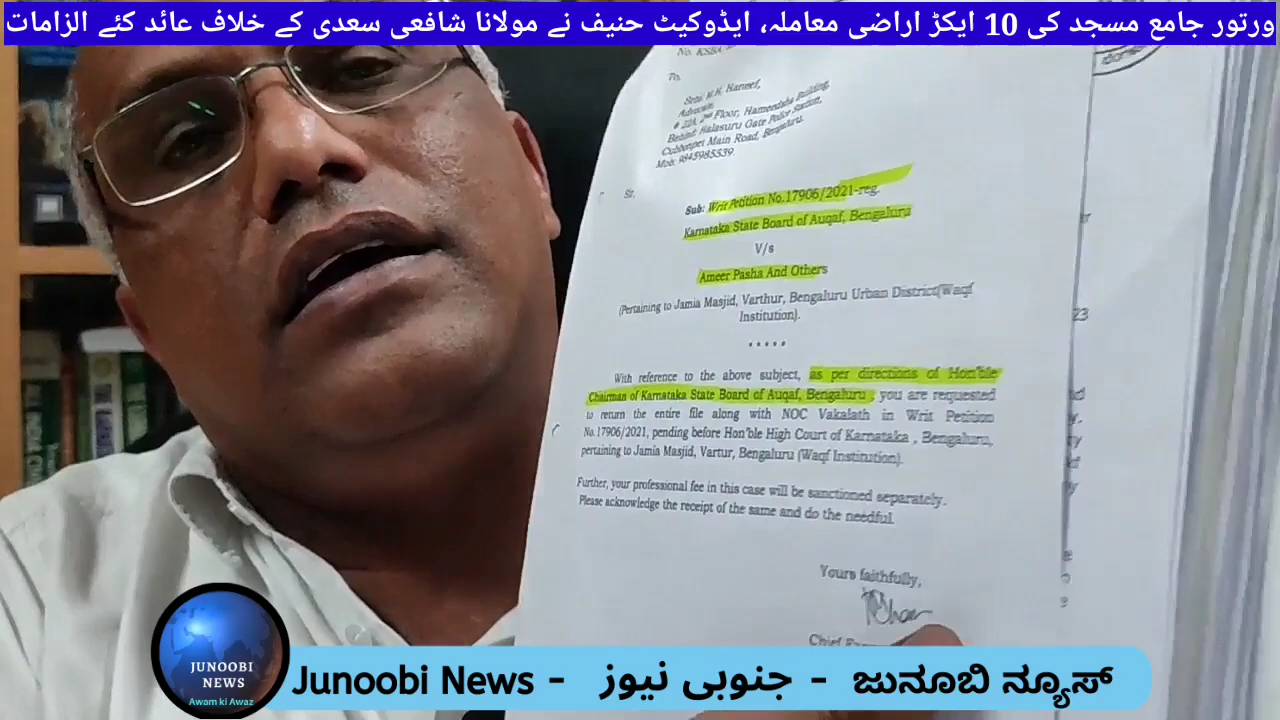 ورتور جامع مسجد کی 10 ایکڑ اراضی معاملہ، ایڈوکیٹ حنیف نے مولانا شافعی سعدی کے خلاف عائد کئے الزامات
No. KSBA
To,
Sriti. M.H. Haneef,
Advocate
# 22A, 2nd Floor, Hameedsha Building,
Behind: Halasuru Gate Police Station,
Cubbonpet Main Road, Bengaluru.
Mob: 9845985539.
Sir,
Sub: Writ Petition No.17906/2021-reg.
Karnataka State Board of Auqaf, Bengaluru
V/s
Ameer Pasha And Others
(Pertaining to Jamia Masjid, Varthur, Bengaluru Urban District(Waqf
Institution).
*****
With reference to the above subject, as per directions of Hon'ble
Chairman of Karnataka State Board of Auqaf, Bengaluru , you are requested
to return the entire file along with NOC Vakalath in Writ Petition
No.17906/2021, pending before Hon'ble High Court of Karnataka , Bengaluru,
pertaining to Jamia Masjid, Vartur, Bengaluru (Waqf Institution).
Further, your professional fee in this case will be sanctioned separately.
Please acknowledge the receipt of the same and do the needful.
Yours faithfully,
Chief
23
JUNOOBI
NEWS
Awam ki Awaz
Junoobi News - جنوبی نیوز - ಜುನೂಬಿ ನ್ಯೂಸ್